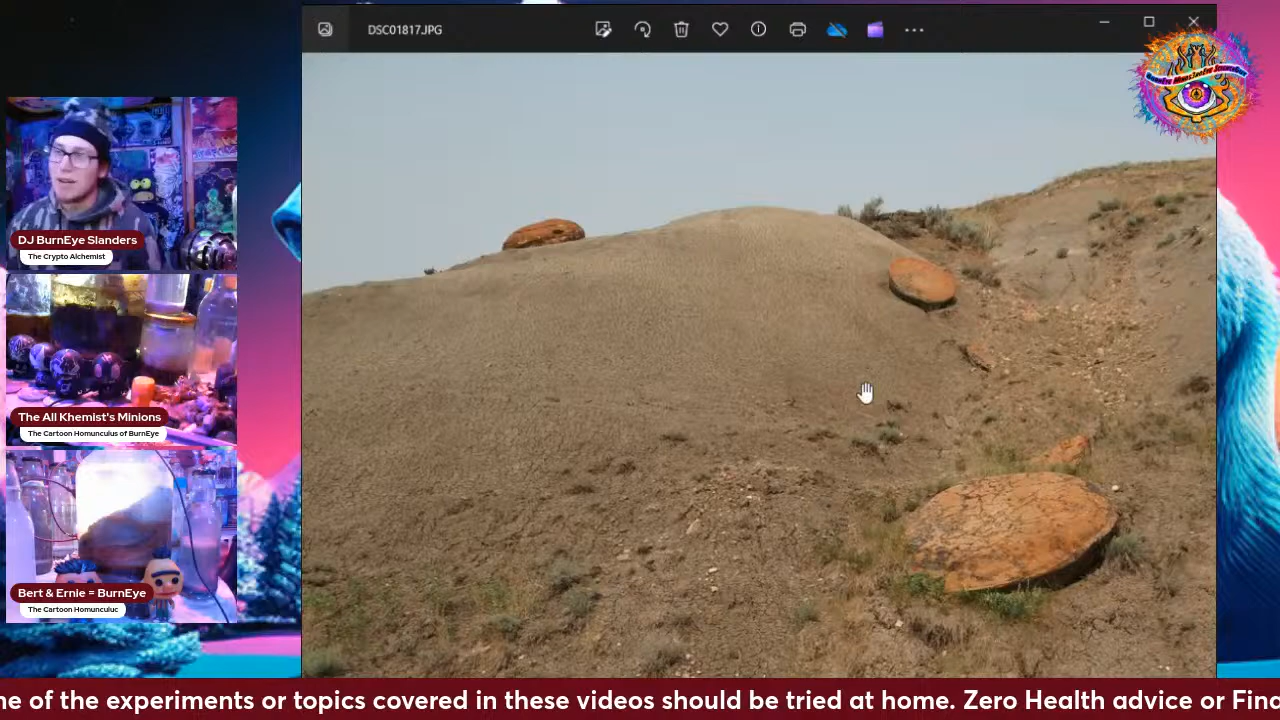 DSC01817.JPG
DJ BurnEye Slanders
The Crypto Alchemist
The All Khemist's Minions
The Cartoon Homunculus of BurnEye
Bert & Ernie = BurnEye
The Cartoon Homunculuc
ne of the experiments or topics covered in these videos should be tried at home. Zero Health advice or Finc